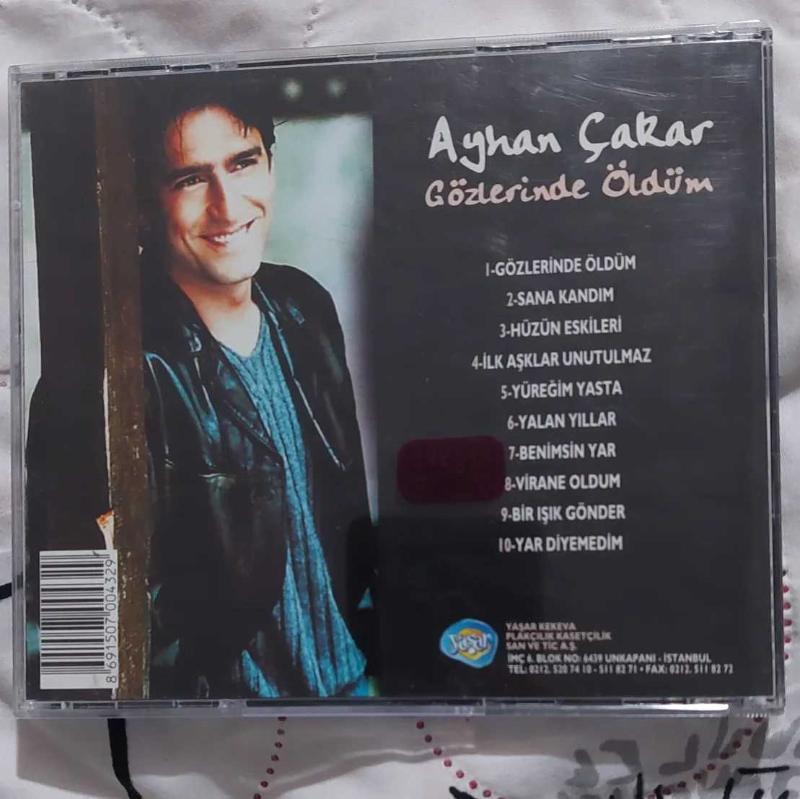 Ayhan Çakar
Gözlerinde Öldüm
1-GÖZLERİNDE ÖLDÜM
2-SANA KANDIM
3-HÜZÜN ESKİLERİ
4-İLK AŞKLAR UNUTULMAZ
5-YÜREĞİM YASTA
6-YALAN YILLAR
7-BENİMSİN YAR
8-VİRANE OLDUM
9-BİR IŞIK GÖNDER
10-YAR DİYEMEDİM
yaşar
YAŞAR KEKEVA
PLAKÇILIK KASETÇİLİK
SAN VE TİC A.Ş.
İMÇ 6. BLOK NO: 6439 UNKAPANI - İSTANBUL
TEL: 0212. 520 74 10 - 511 82 71 • FAX: 0212. 511 82 72
8 691507 004329